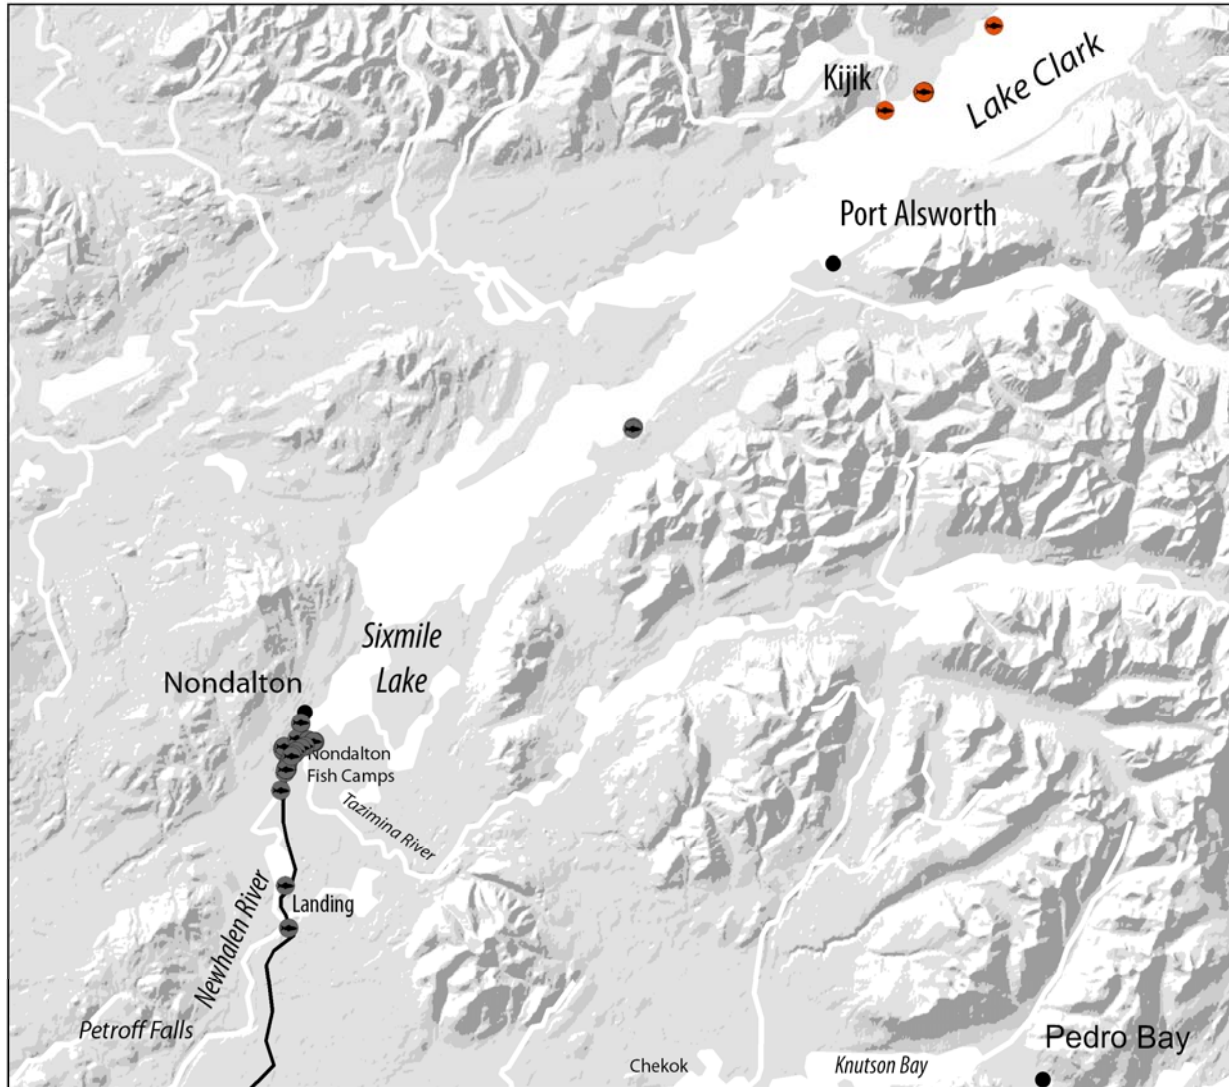 Kijik
Lake Clark
Port Alsworth
Sixmile
Lake
Nondalton
Nondalton
Fish Camps
Tazimina River
Newhalen River
Landing
Petroff Falls
Pedro Bay
Chekok
Knutson Bay